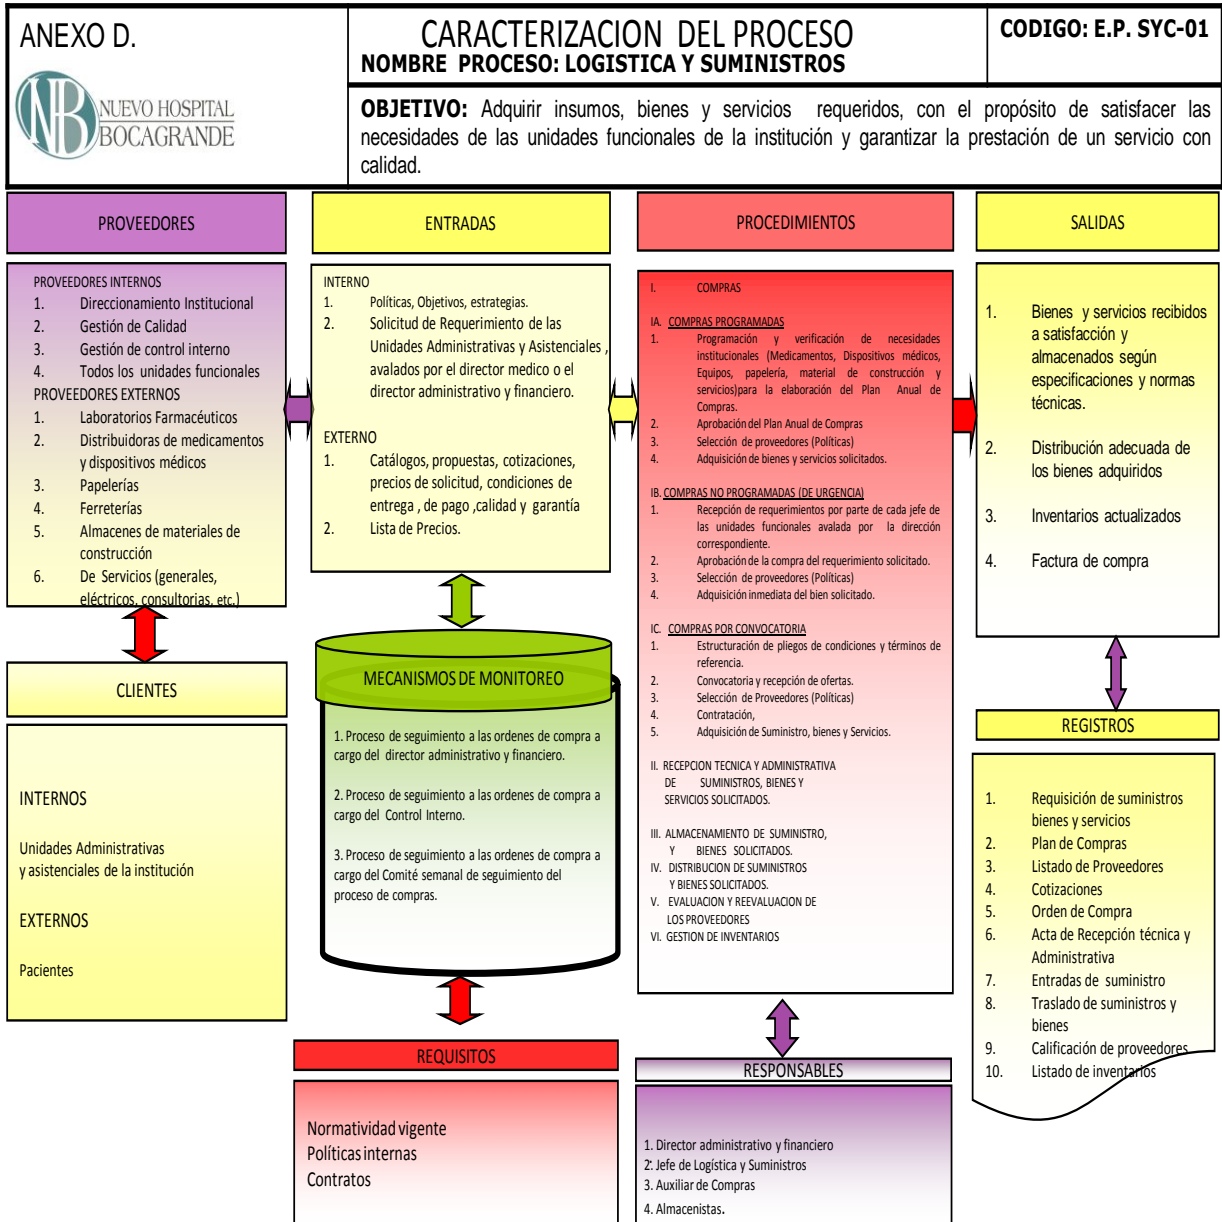 ANEXO D.
NUEVO HOSPITAL
BOCAGRANDE
CARACTERIZACION DEL PROCESO
NOMBRE PROCESO: LOGISTICA Y SUMINISTROS
CODIGO: E.P. SYC-01
OBJETIVO: Adquirir insumos, bienes y servicios requeridos, con el propósito de satisfacer las
necesidades de las unidades funcionales de la institución y garantizar la prestación de un servicio con
calidad.
PROVEEDORES
PROVEEDORES INTERNOS
1. Direccionamiento Institucional
2. Gestión de Calidad
3. Gestión de control interno
4. Todos los unidades funcionales
PROVEEDORES EXTERNOS
1. Laboratorios Farmacéuticos
2. Distribuidoras de medicamentos
y dispositivos médicos
3. Papelerías
4. Ferreterías
5. Almacenes de materiales de
construcción
6. De Servicios (generales,
eléctricos, consultorias, etc.)
CLIENTES
INTERNOS
Unidades Administrativas
y asistenciales de la institución
EXTERNOS
Pacientes
ENTRADAS
INTERNO
1. Políticas, Objetivos, estrategias.
2. Solicitud de Requerimiento de las
Unidades Administrativas y Asistenciales ,
avalados por el director medico o el
director administrativo y financiero.
EXTERNO
1. Catálogos, propuestas, cotizaciones,
precios de solicitud, condiciones de
entrega , de pago ,calidad y garantía
2. Lista de Precios.
MECANISMOS DE MONITOREO
1. Proceso de seguimiento a las ordenes de compra a
cargo del director administrativo y financiero.
2. Proceso de seguimiento a las ordenes de compra a
cargo del Control Interno.
3. Proceso de seguimiento a las ordenes de compra a
cargo del Comité semanal de seguimiento del
proceso de compras.
REQUISITOS
Normatividad vigente
Políticas internas
Contratos
PROCEDIMIENTOS
I. COMPRAS
IA. COMPRAS PROGRAMADAS
1. Programación y verificación de necesidades
institucionales (Medicamentos, Dispositivos médicos,
Equipos, papelería, material de construcción y
servicios)para la elaboración del Plan Anual de
Compras.
2. Aprobación del Plan Anual de Compras
3. Selección de proveedores (Políticas)
4. Adquisición de bienes y servicios solicitados.
IB. COMPRAS NO PROGRAMADAS (DE URGENCIA)
1. Recepción de requerimientos por parte de cada jefe de
las unidades funcionales avalada por la dirección
correspondiente.
2. Aprobación de la compra del requerimiento solicitado.
3. Selección de proveedores (Políticas)
4. Adquisición inmediata del bien solicitado.
IC. COMPRAS POR CONVOCATORIA
1. Estructuración de pliegos de condiciones y términos de
referencia.
2. Convocatoria y recepción de ofertas.
3. Selección de Proveedores (Políticas)
4. Contratación,
5. Adquisición de Suministro, bienes y Servicios.
II. RECEPCION TECNICA Y ADMINISTRATIVA
DE SUMINISTROS, BIENES Y
SERVICIOS SOLICITADOS.
III. ALMACENAMIENTO DE SUMINISTRO,
Y BIENES SOLICITADOS.
IV. DISTRIBUCION DE SUMINISTROS
Y BIENES SOLICITADOS.
V. EVALUACION Y REEVALUACION DE
LOS PROVEEDORES
VI. GESTION DE INVENTARIOS
RESPONSABLES
1. Director administrativo y financiero
2: Jefe de Logística y Suministros
3. Auxiliar de Compras
4. Almacenistas.
SALIDAS
1. Bienes y servicios recibidos
a satisfacción y
almacenados según
especificaciones y normas
técnicas.
2. Distribución adecuada de
los bienes adquiridos
3. Inventarios actualizados
4. Factura de compra
REGISTROS
1. Requisición de suministros
bienes y servicios
2. Plan de Compras
3. Listado de Proveedores
4. Cotizaciones
5. Orden de Compra
6. Acta de Recepción técnica y
Administrativa
7. Entradas de suministro
8. Traslado de suministros y
bienes
9. Calificación de proveedores
10. Listado de inventarios